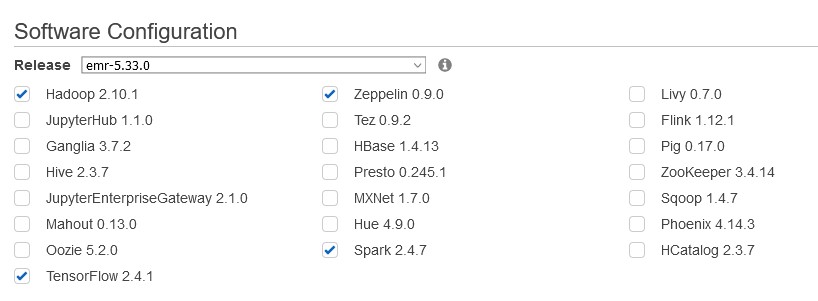 Software Configuration
Release emr-5.33.0
Hadoop 2.10.1 Zeppelin 0.9.0 Livy 0.7.0
JupyterHub 1.1.0 Tez 0.9.2 Flink 1.12.1
Ganglia 3.7.2 HBase 1.4.13 Pig 0.17.0
Hive 2.3.7 Presto 0.245.1 ZooKeeper 3.4.14
JupyterEnterpriseGateway 2.1.0 MXNet 1.7.0 Sqoop 1.4.7
Mahout 0.13.0 Hue 4.9.0 Phoenix 4.14.3
Oozie 5.2.0 Spark 2.4.7 HCatalog 2.3.7
TensorFlow 2.4.1